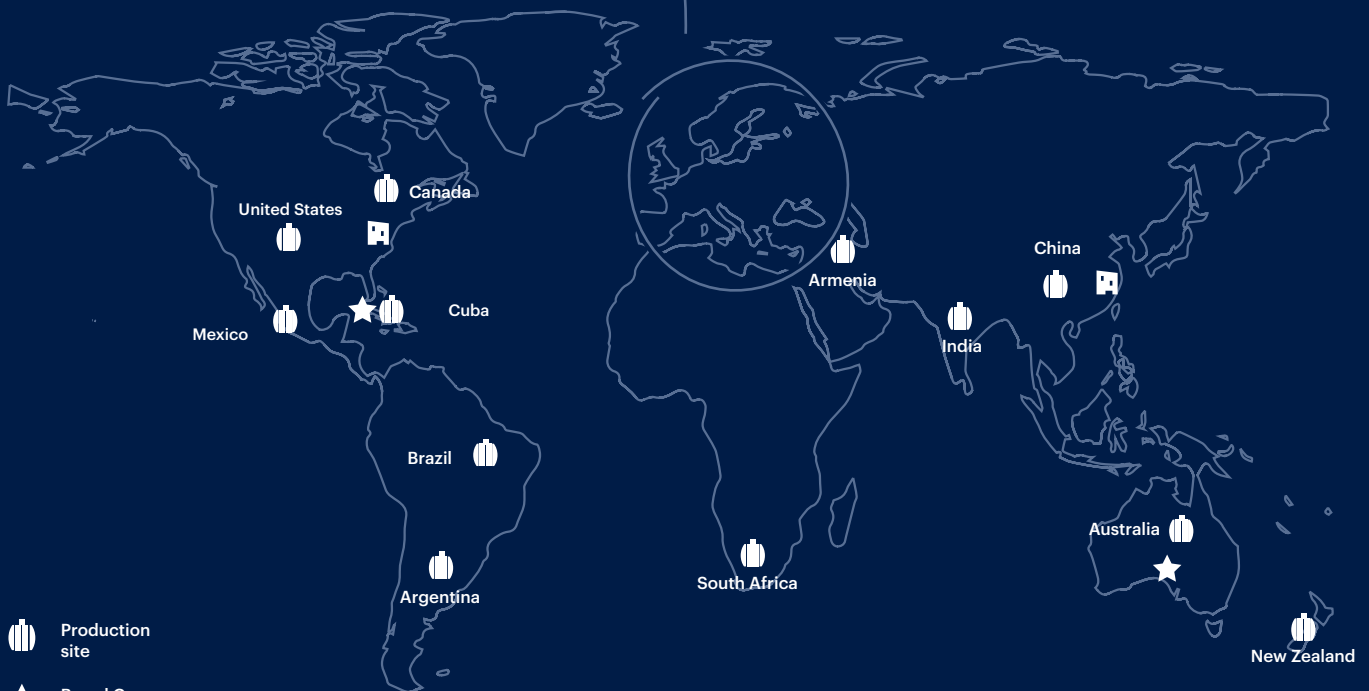 Canada
United States
China
Armenia
Cuba
Mexico
India
Brazil
Australia
South Africa
Argentina
Production
site
New Zealand